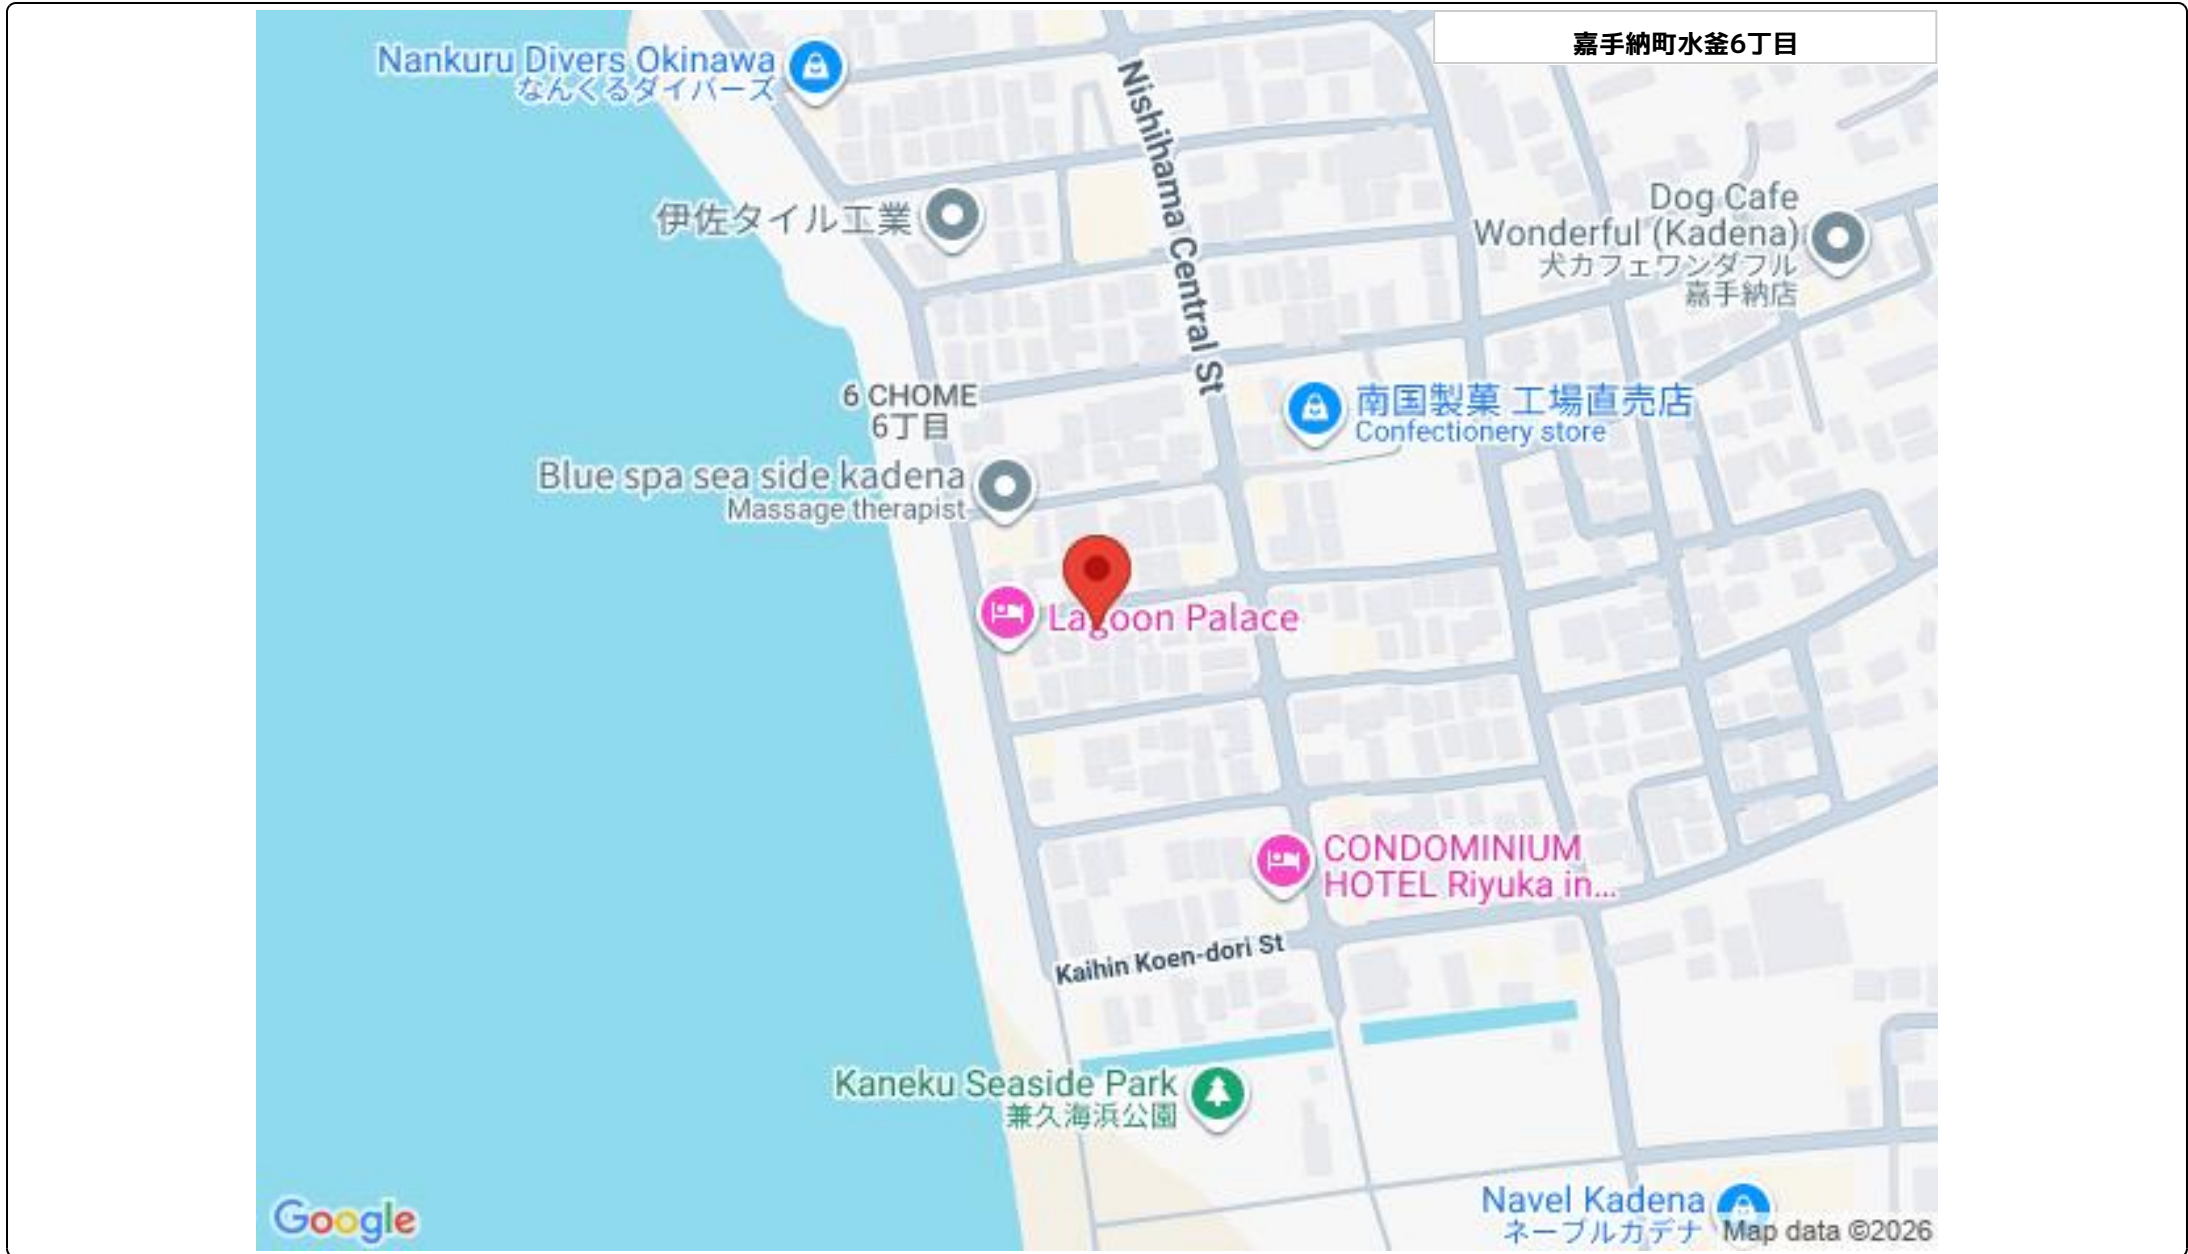 嘉手納町水釜6丁目
Nankuru Divers Okinawa
なんくるダイバーズ
Nishihama Central St
伊佐タイル工業
Dog Cafe
Wonderful (Kadena)
犬カフェワンダフル
嘉手納店
6 CHOME
6丁目
南国製菓 工場直売店
Confectionery store
Blue spa sea side kadena
Massage therapist
Lagoon Palace
CONDOMINIUM
HOTEL Riyuka in...
Kaihin Koen-dori St
Kaneku Seaside Park
兼久海浜公園
Navel Kadena
ネーブルカデナ
Google
Map data ©2026